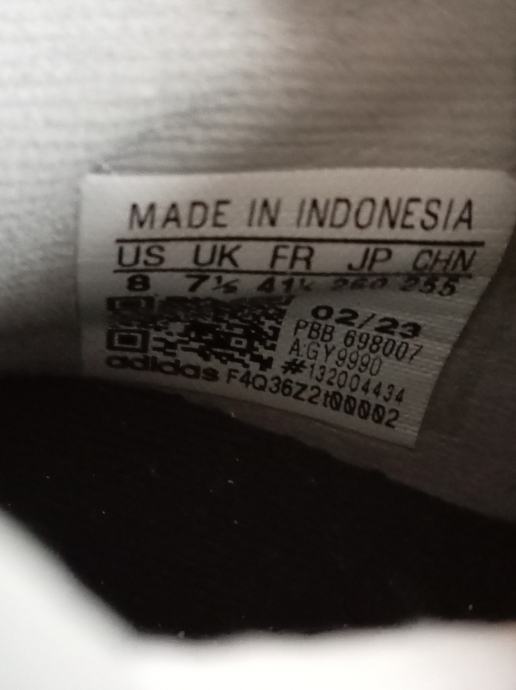 MADE IN INDONESIA
US UK FR JP CHN
8 7½ 41⅓ 260 255
02/23
PBB 698007
A:GY9990
#132004434
adidas F4Q36Z2t00002